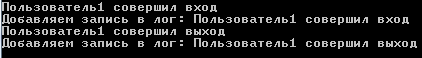 Пользователь1 совершил вход
Добавляем запись в лог: Пользователь1 совершил вход
Пользователь1 совершил выход
Добавляем запись в лог: Пользователь1 совершил выход